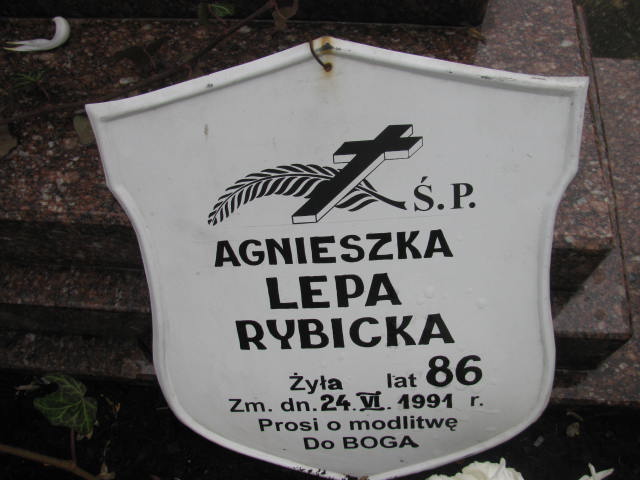 Ś.P.
AGNIESZKA
LEPA
RYBICKA
Żyła lat 86
Zm. dn. 24. VI. 1991 r.
Prosi o modlitwę
Do BOGA